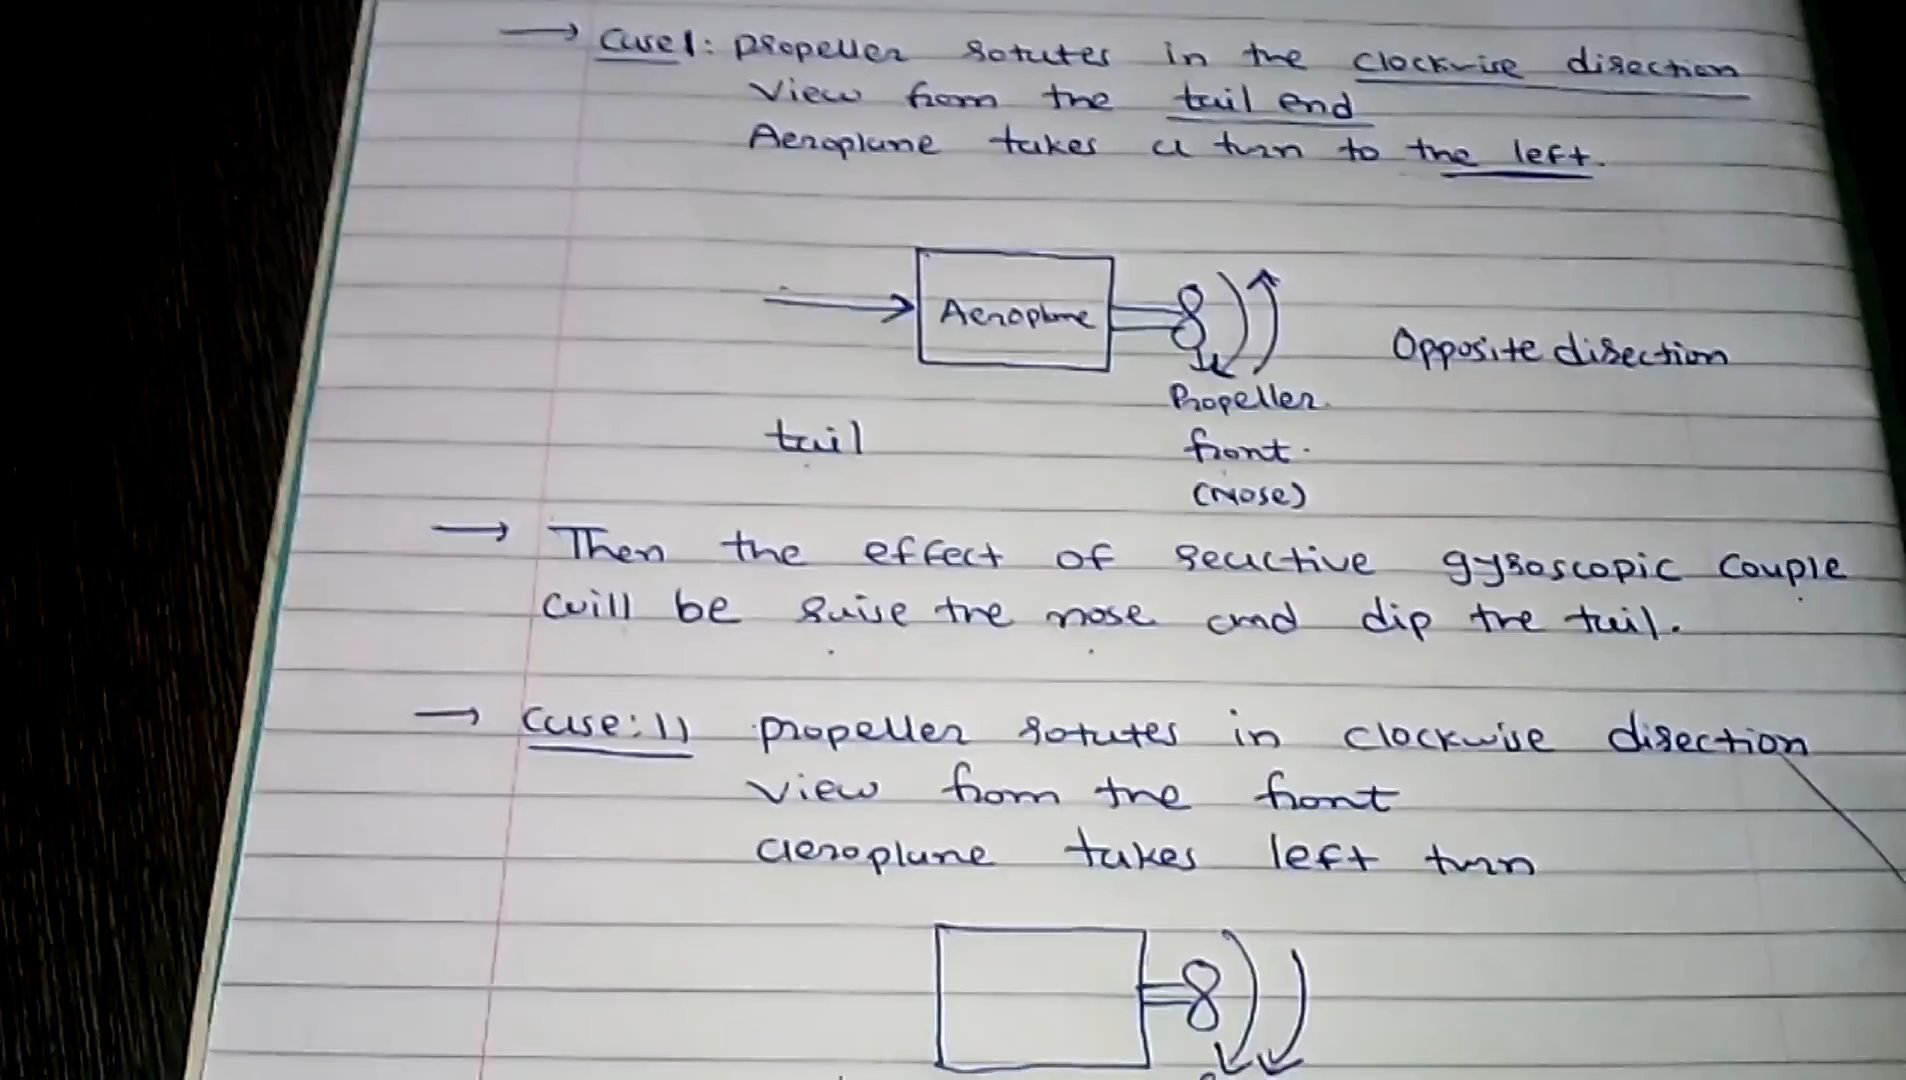 → Case 1: propeller rotates in the clockwise direction
View from the tail end
Aeroplane takes a turn to the left.
Aeroplane
Opposite direction
Propeller.
tail
front.
(Nose)
→ Then the effect of reactive gyroscopic couple
will be raise the nose and dip the tail.
→ Case: 11 propeller rotates in clockwise direction
view from the front
aeroplane takes left turn